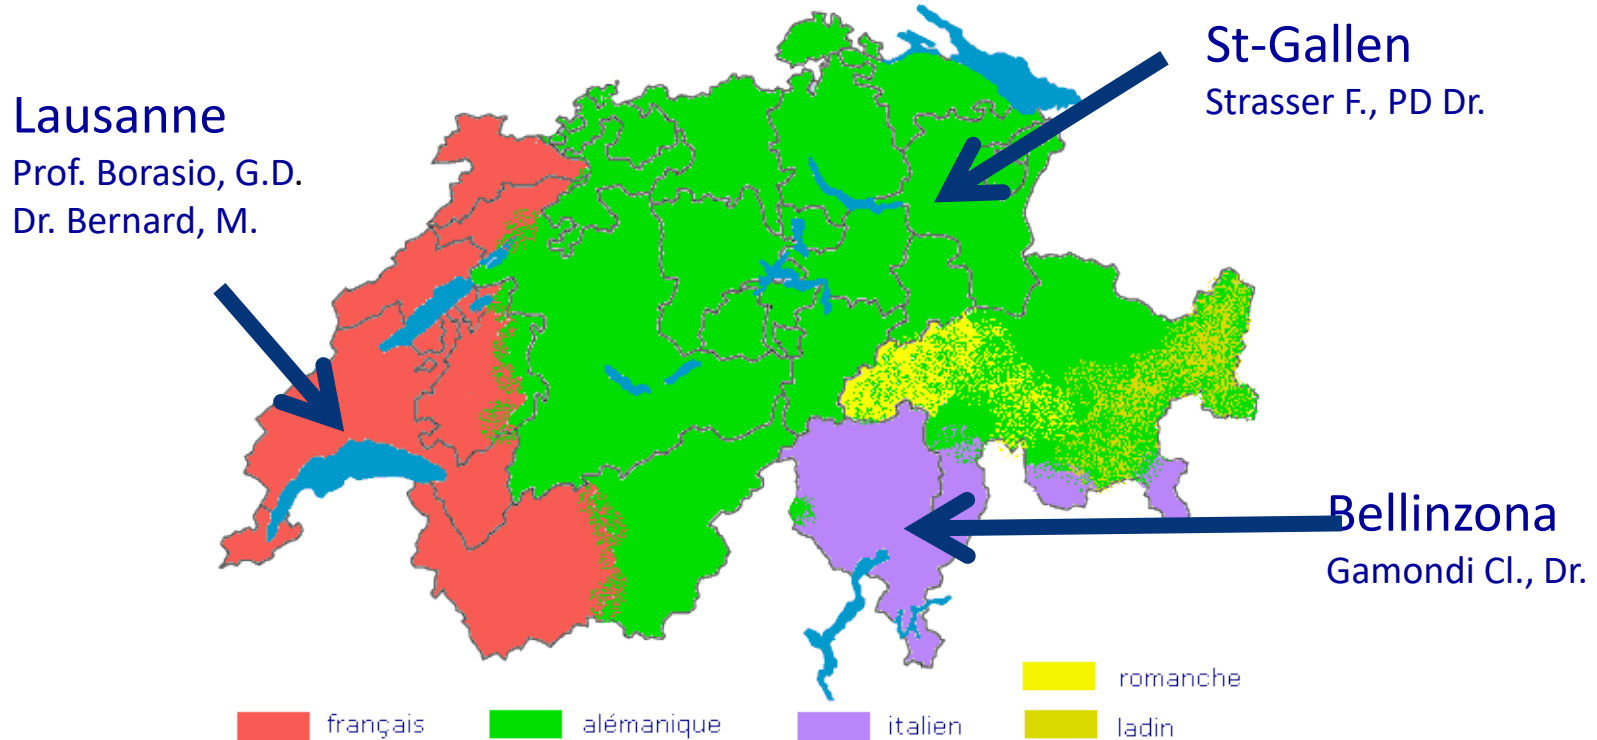 St-Gallen
Strasser F., PD Dr.
Lausanne
Prof. Borasio, G.D.
Dr. Bernard, M.
Bellinzona
Gamondi Cl., Dr.
romanche
français
alémanique
italien
ladin